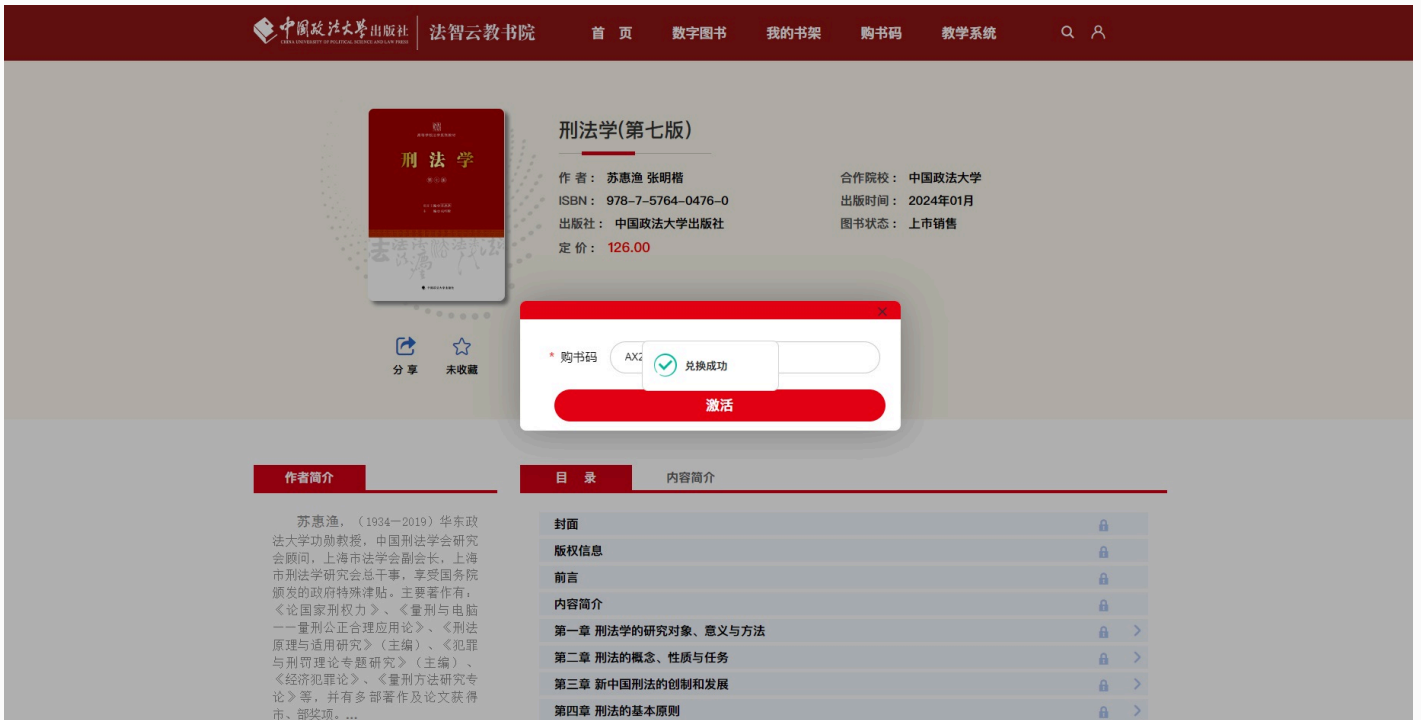 中国政法大学出版社 法智云教书院 首 页 数字图书 我的书架 购书码 教学系统
CHINA UNIVERSITY OF POLITICAL SCIENCE AND LAW PRESS
刑 法 学
刑法学(第七版)
作 者： 苏惠渔 张明楷 合作院校： 中国政法大学
ISBN： 978-7-5764-0476-0 出版时间： 2024年01月
出版社： 中国政法大学出版社 图书状态： 上市销售
定 价： 126.00
分 享 未收藏
* 购书码 AX2
兑换成功
激活
作者简介
苏惠渔，（1934—2019）华东政
法大学功勋教授，中国刑法学会研究
会顾问，上海市法学会副会长，上海
市刑法学研究会总干事，享受国务院
颁发的政府特殊津贴。主要著作有：
《论国家刑权力》、《量刑与电脑
——量刑公正合理应用论》、《刑法
原理与适用研究》（主编）、《犯罪
与刑罚理论专题研究》（主编）、
《经济犯罪论》、《量刑方法研究专
论》等，并有多部著作及论文获得
市、部奖项。...
目 录 内容简介
封面
版权信息
前言
内容简介
第一章 刑法学的研究对象、意义与方法
第二章 刑法的概念、性质与任务
第三章 新中国刑法的创制和发展
第四章 刑法的基本原则